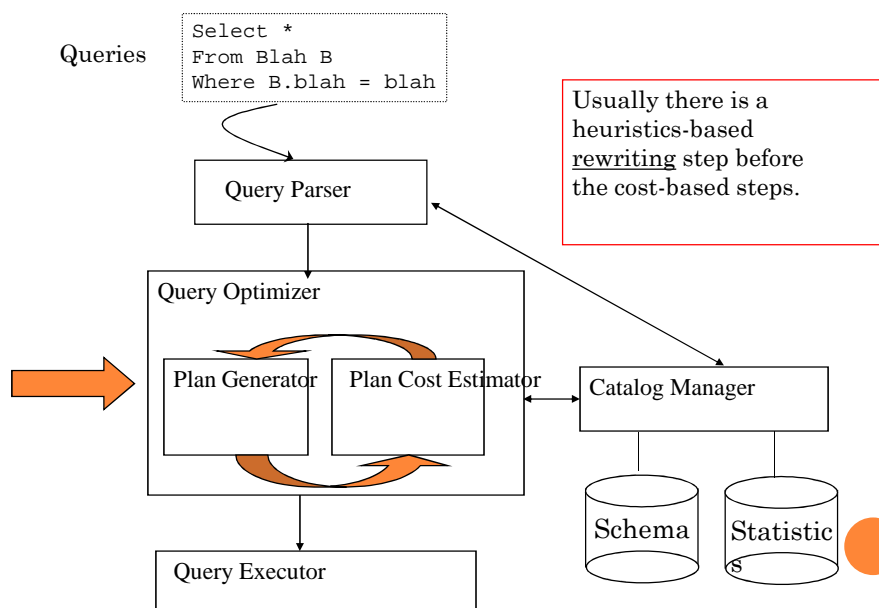 Queries
Select *
From Blah B
Where B.blah = blah
Usually there is a
heuristics-based
rewriting step before
the cost-based steps.
Query Parser
Query Optimizer
Plan Generator
Plan Cost Estimator
Catalog Manager
Schema
Statistic
s
Query Executor